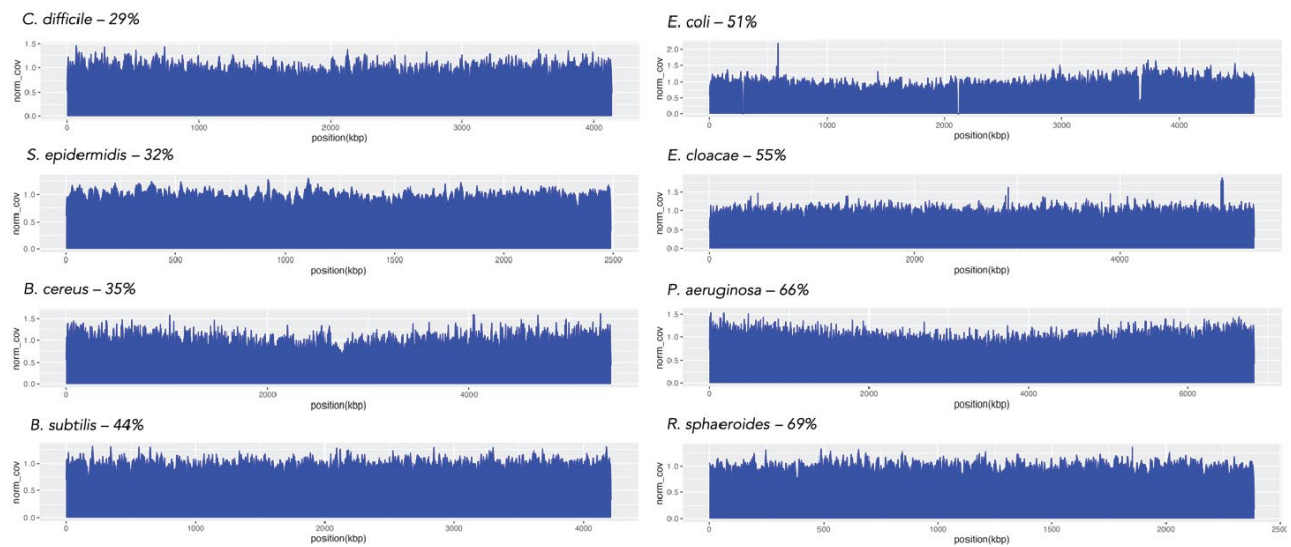 C. difficile – 29%
norm_cov
1.5
1.0
0.5
0.0
0 1000 2000 3000 4000
position(kbp)
S. epidermidis – 32%
norm_cov
1.0
0.5
0.0
0 500 1000 1500 2000 2500
position(kbp)
B. cereus – 35%
norm_cov
1.5
1.0
0.5
0.0
0 2000 4000
position(kbp)
B. subtilis – 44%
norm_cov
1.0
0.5
0.0
0 1000 2000 3000 4000
position(kbp)
E. coli – 51%
norm_cov
2.0
1.5
1.0
0.5
0.0
0 1000 2000 3000 4000
position(kbp)
E. cloacae – 55%
norm_cov
1.5
1.0
0.5
0.0
0 2000 4000
position(kbp)
P. aeruginosa – 66%
norm_cov
1.5
1.0
0.5
0.0
0 2000 4000 6000
position(kbp)
R. sphaeroides – 69%
norm_cov
1.0
0.5
0.0
0 500 1000 1500 2000 2500
position(kbp)